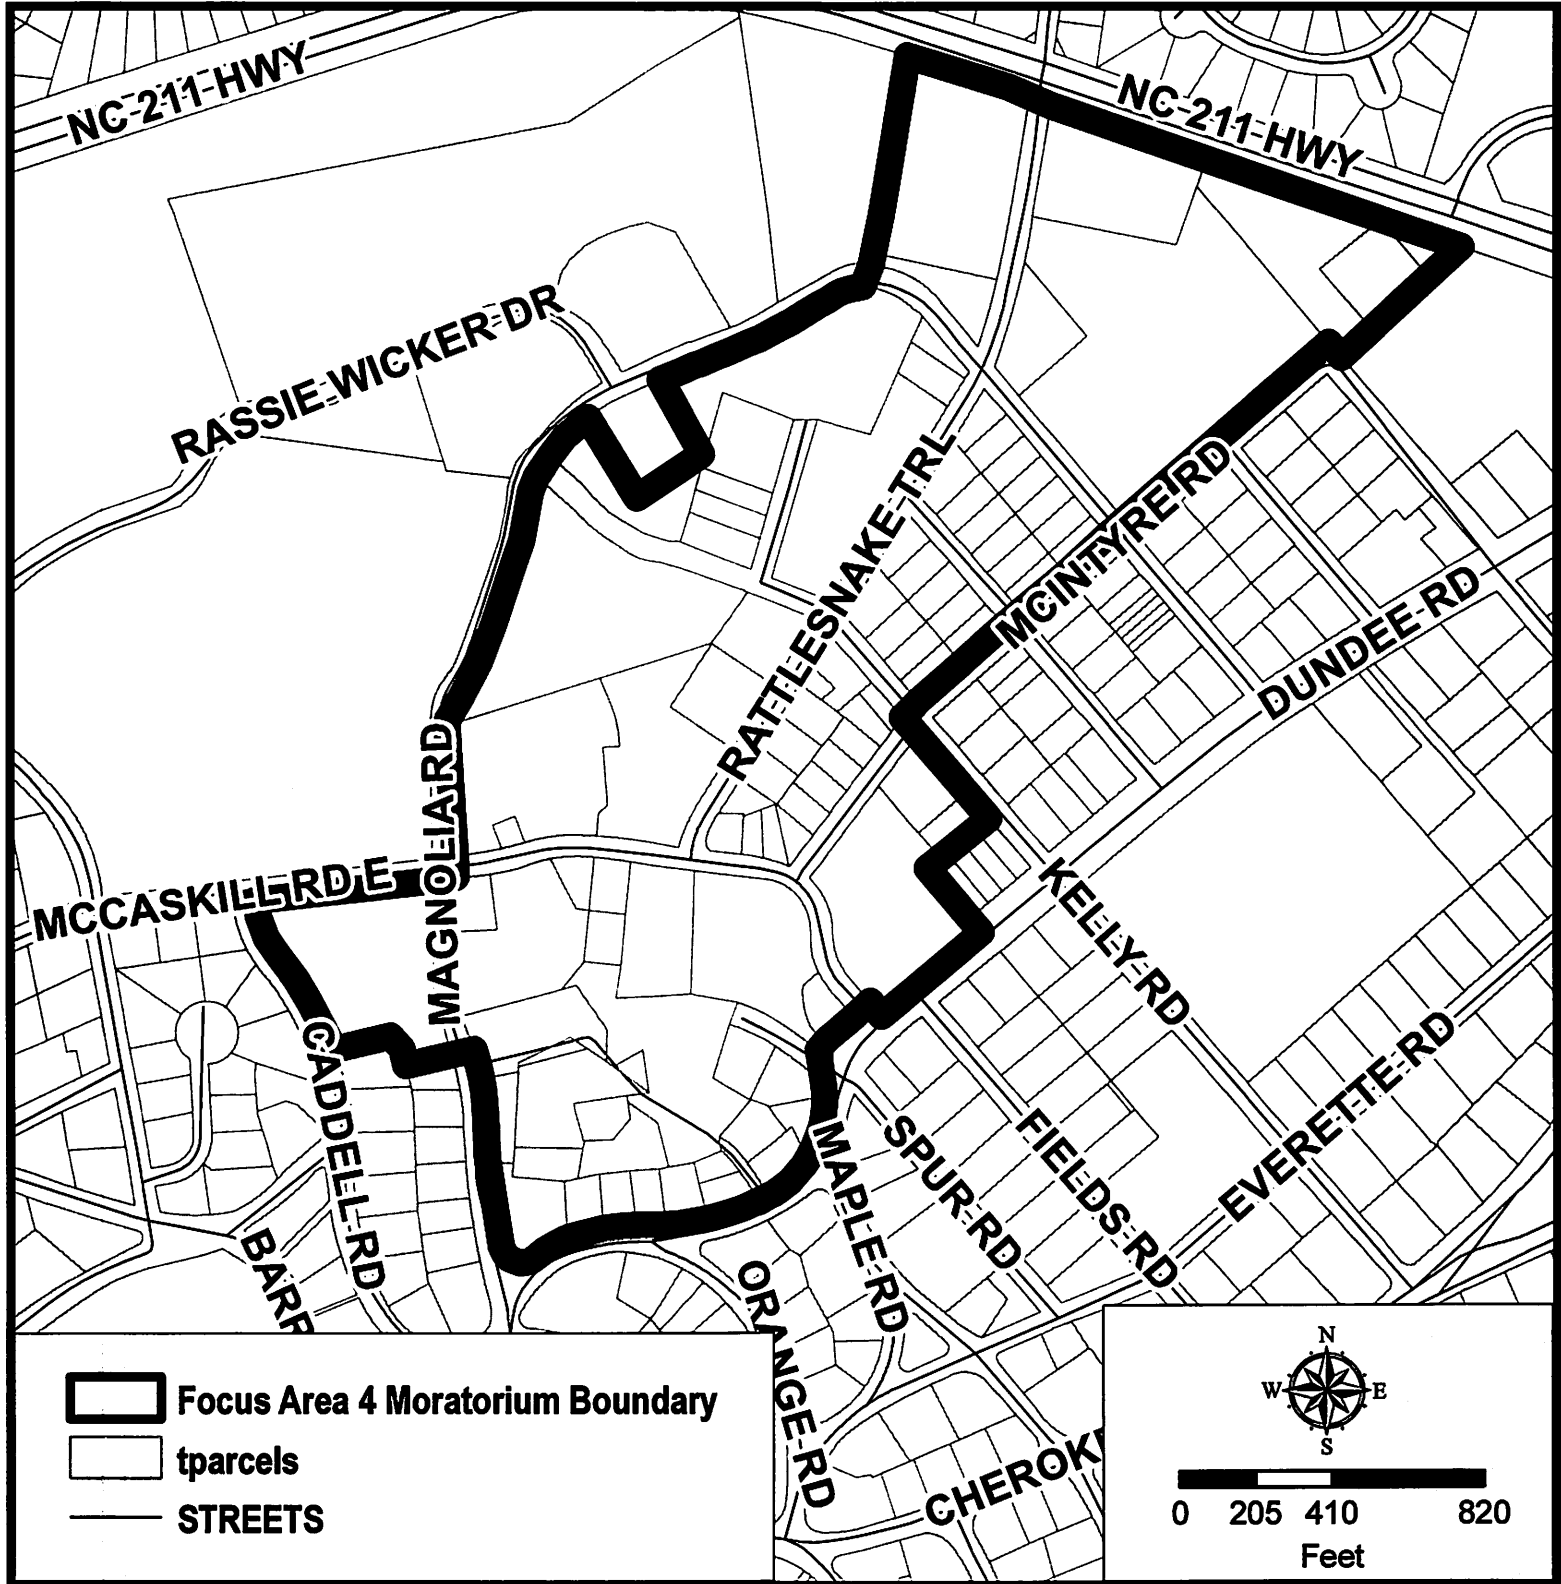 NC 211 HWY
NC 211 HWY
RASSIE WICKER DR
RATTLESNAKE TRL
MCINTYRE RD
DUNDEE RD
MAGNOLIA RD
MCCASKILL RD E
KELLY RD
CADDELL RD
MAPLE RD
SPUR RD
FIELDS RD
EVERETTE RD
BARR
ORANGE RD
CHEROK
Focus Area 4 Moratorium Boundary
tparcels
STREETS
N
W E
S
0 205 410 820
Feet